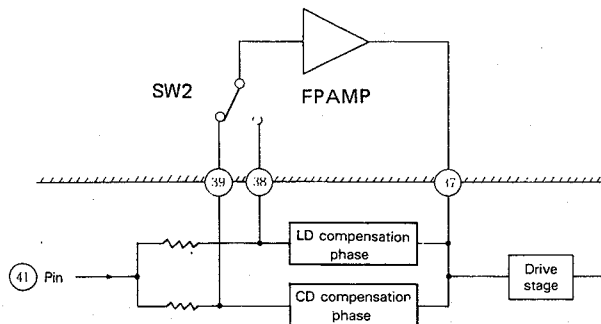 SW2
FPAMP
39
38
47
LD compensation
phase
41 Pin
CD compensation
phase
Drive
stage